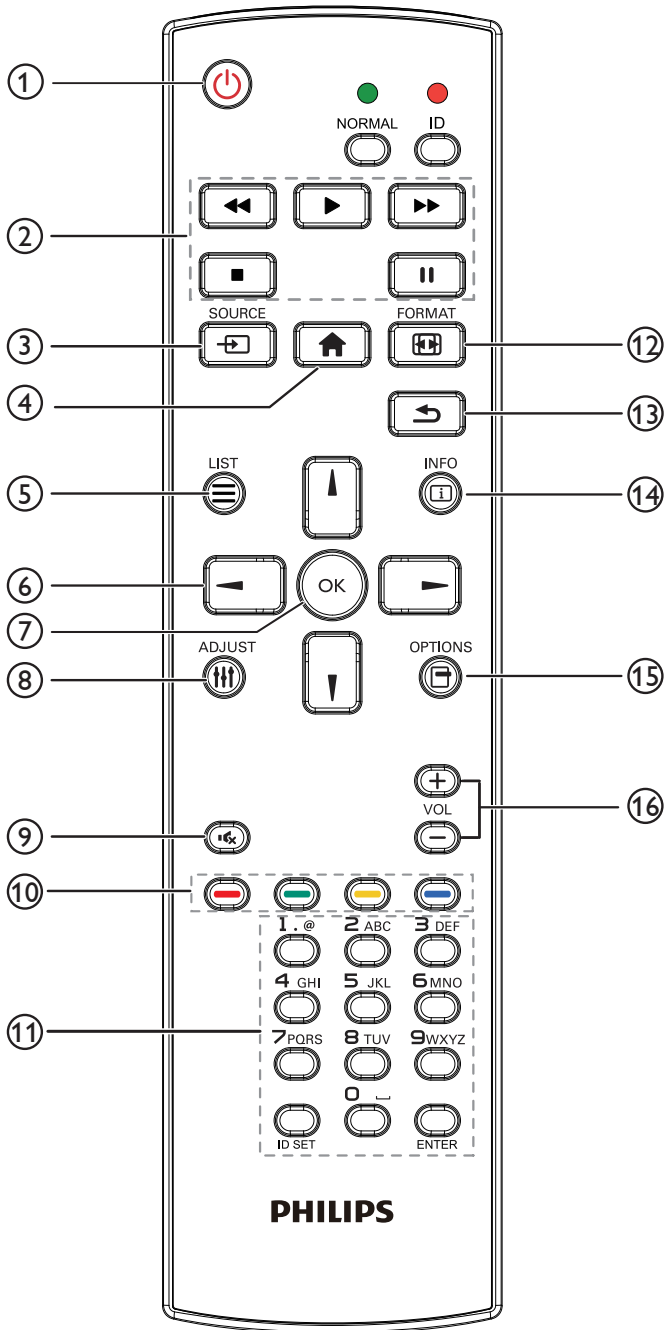 1
NORMAL ID
2
SOURCE FORMAT
3 12
4
13
LIST INFO
5 14
6
OK
7
ADJUST OPTIONS
8 15
VOL
16
9
10
1 . @ 2 ABC 3 DEF
4 GHI 5 JKL 6 MNO
11
7 PQRS 8 TUV 9 WXYZ
0 ⎵
ID SET ENTER
PHILIPS